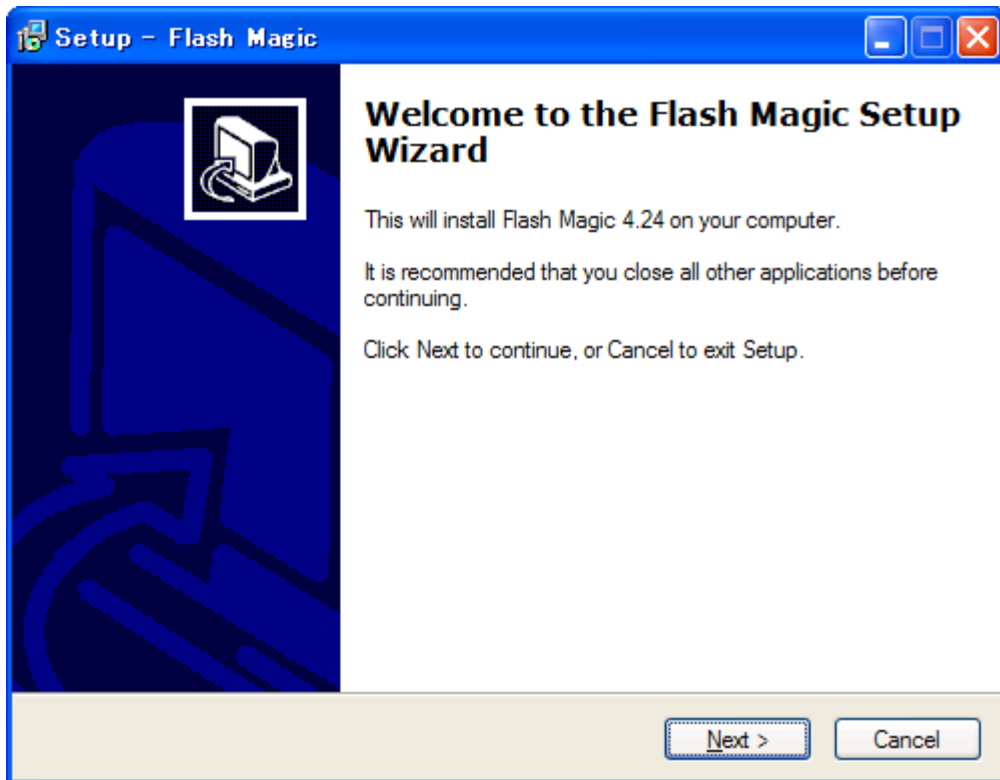 Setup - Flash Magic
Welcome to the Flash Magic Setup
Wizard
This will install Flash Magic 4.24 on your computer.
It is recommended that you close all other applications before
continuing.
Click Next to continue, or Cancel to exit Setup.
Next >
Cancel